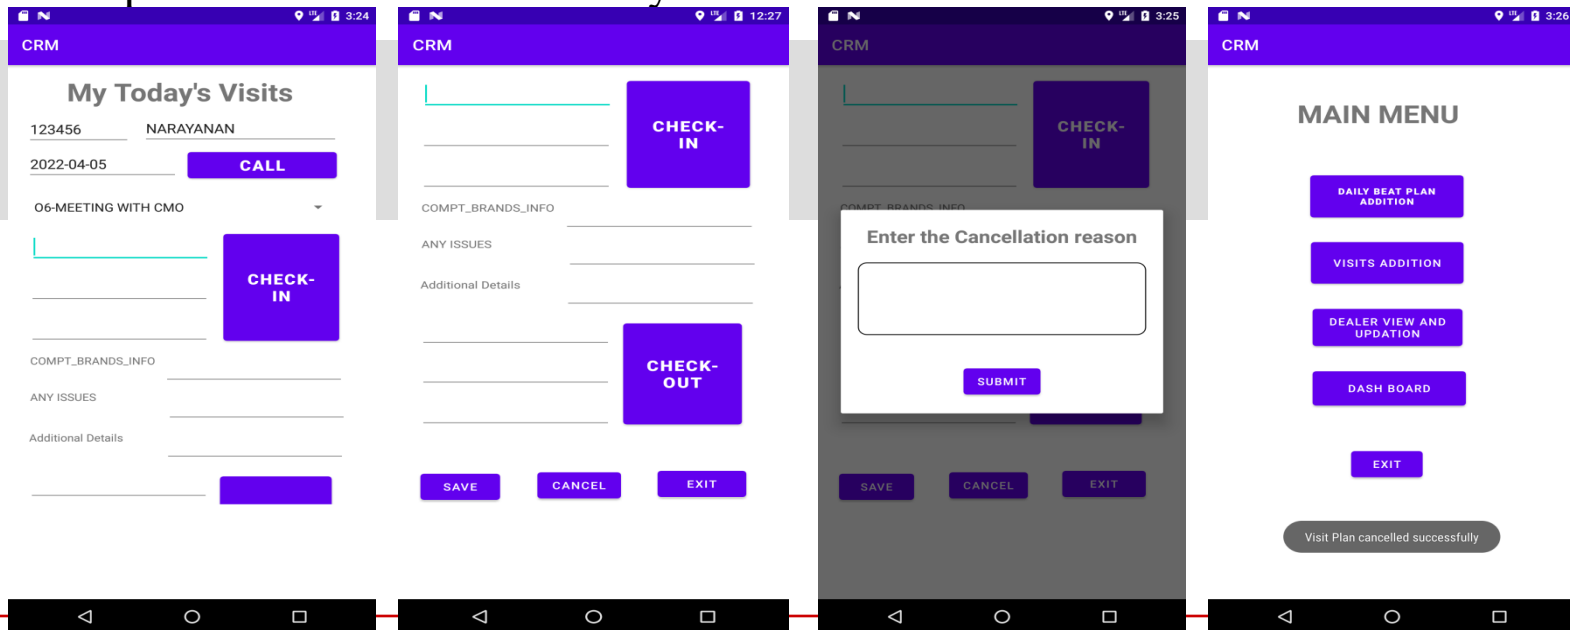 3:24
CRM
My Today's Visits
123456 NARAYANAN
2022-04-05 CALL
O6-MEETING WITH CMO
CHECK-
IN
COMPT_BRANDS_INFO
ANY ISSUES
Additional Details
12:27
CRM
CHECK-
IN
COMPT_BRANDS_INFO
ANY ISSUES
Additional Details
CHECK-
OUT
SAVE CANCEL EXIT
3:25
CRM
CHECK-
IN
COMPT_BRANDS_INFO
Enter the Cancellation reason
SUBMIT
SAVE CANCEL EXIT
3:26
CRM
MAIN MENU
DAILY BEAT PLAN
ADDITION
VISITS ADDITION
DEALER VIEW AND
UPDATION
DASH BOARD
EXIT
Visit Plan cancelled successfully